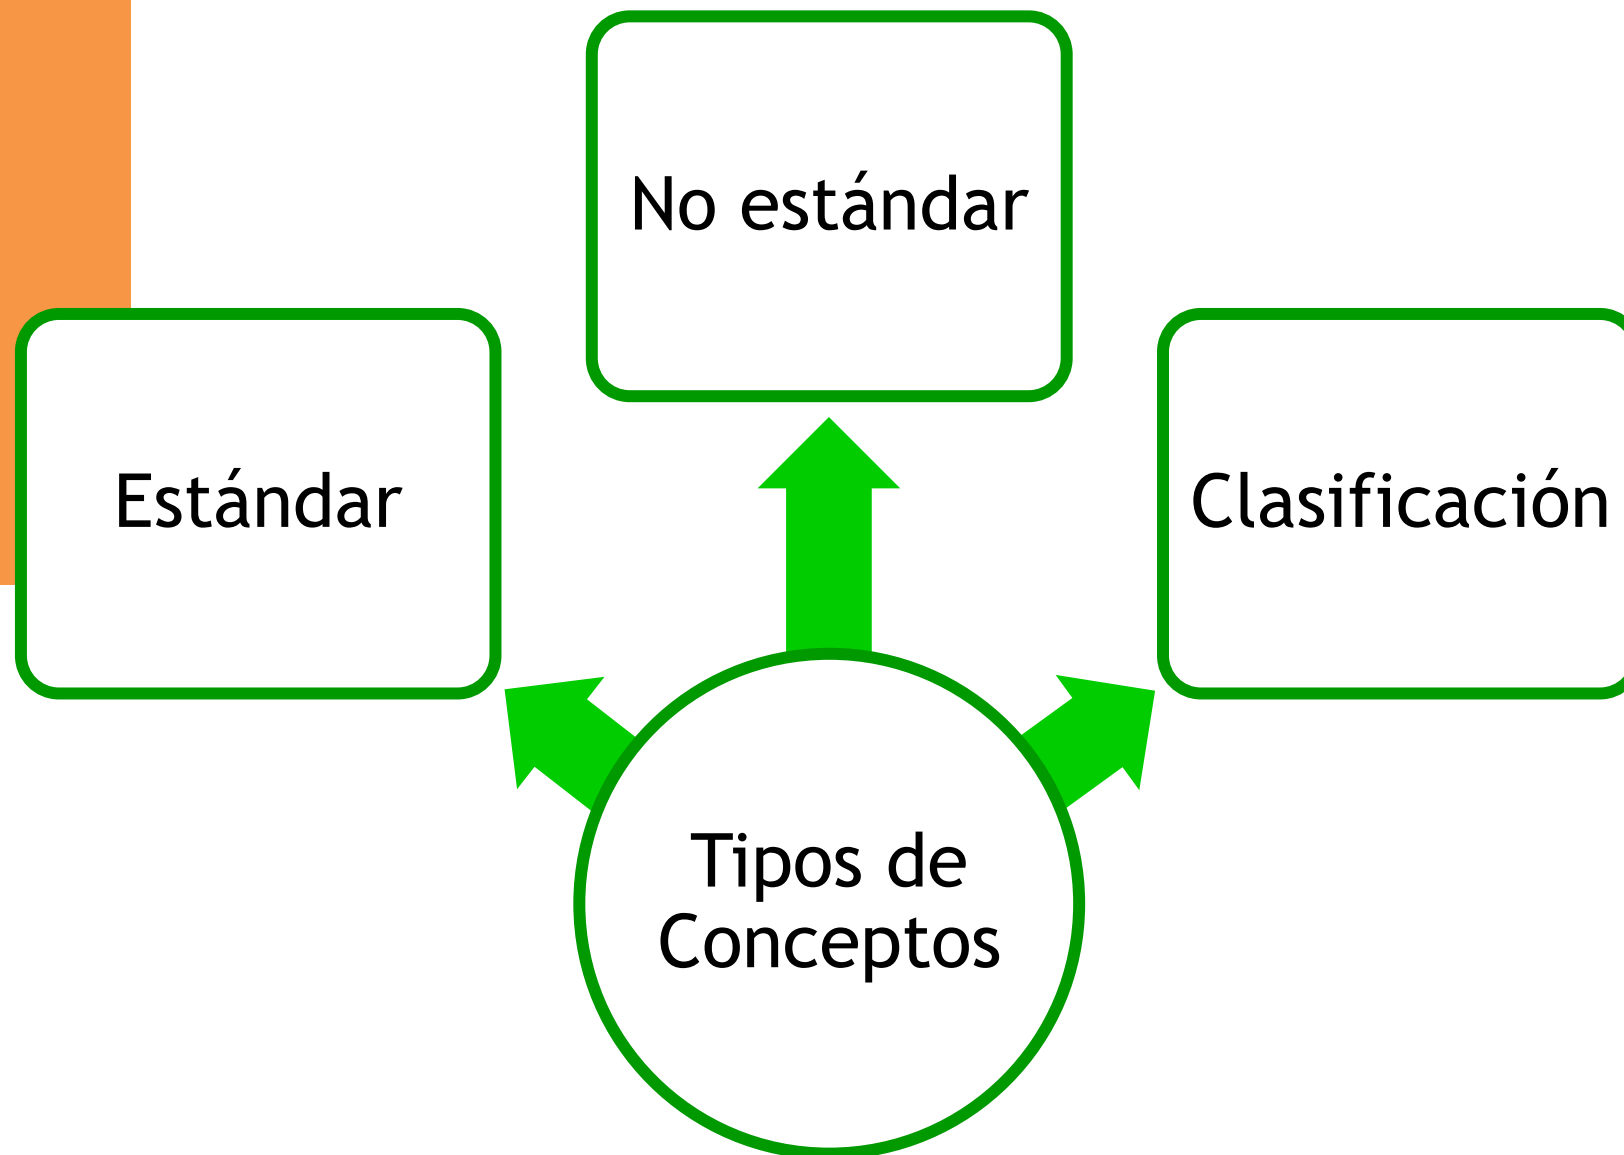 No estándar
Estándar
Clasificación
Tipos de
Conceptos